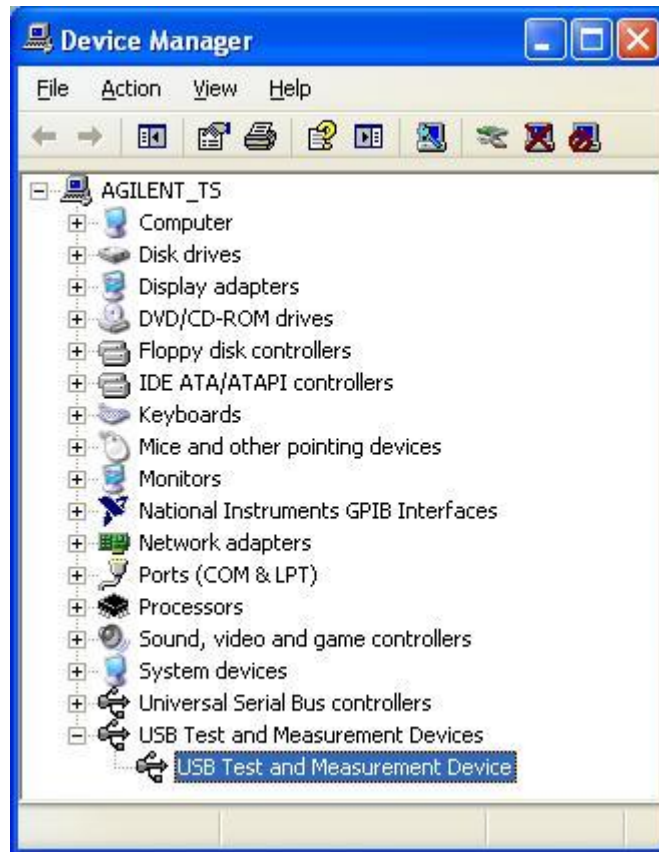 Device Manager
File Action View Help
AGILENT_TS
Computer
Disk drives
Display adapters
DVD/CD-ROM drives
Floppy disk controllers
IDE ATA/ATAPI controllers
Keyboards
Mice and other pointing devices
Monitors
National Instruments GPIB Interfaces
Network adapters
Ports (COM & LPT)
Processors
Sound, video and game controllers
System devices
Universal Serial Bus controllers
USB Test and Measurement Devices
USB Test and Measurement Device